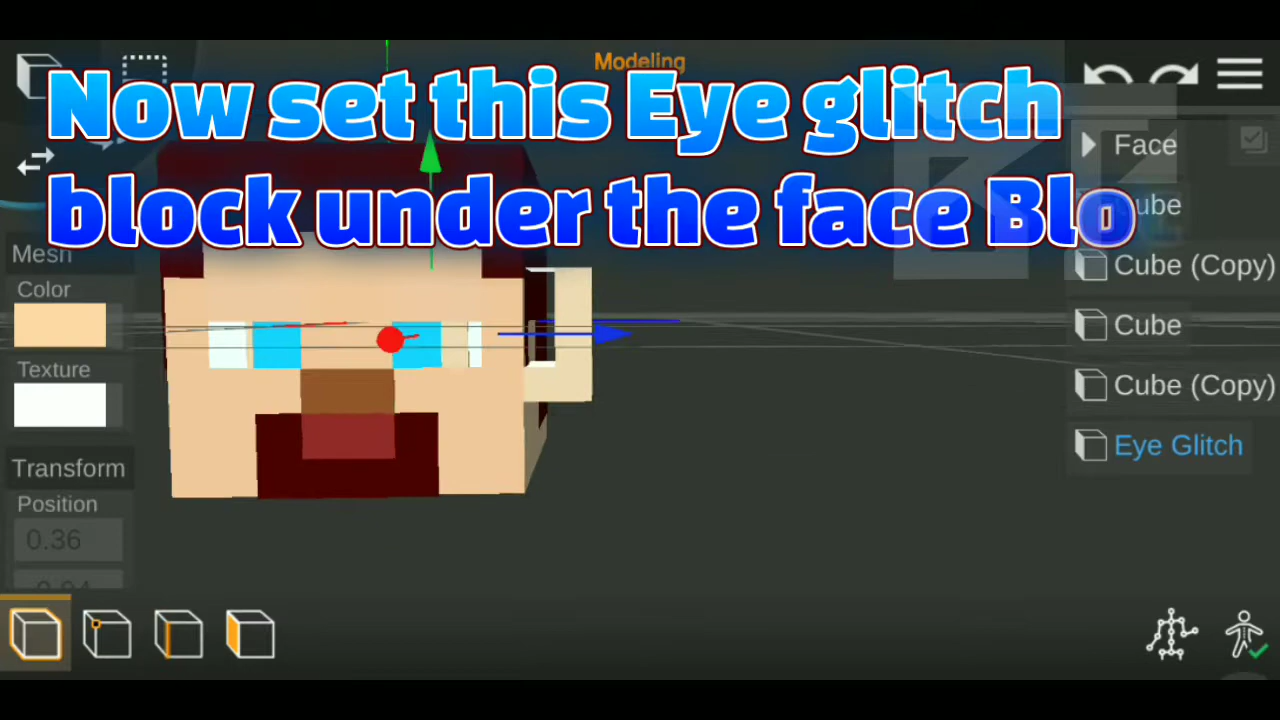 Modeling
Now set this Eye glitch
block under the face Blo
Face
Cube
Mesh
Color
Cube (Copy)
Cube
Texture
Cube (Copy)
Eye Glitch
Transform
Position
0.36